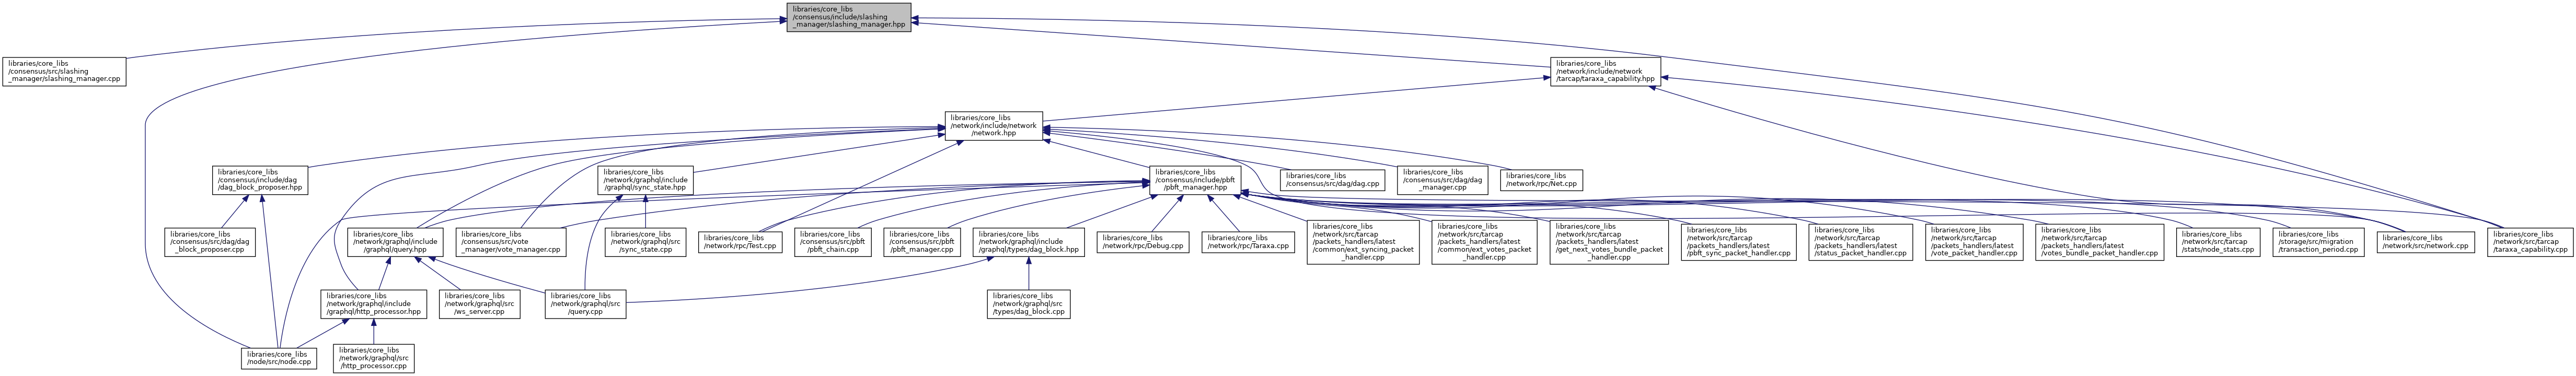 libraries/core_libs
/consensus/include/slashing
_manager/slashing_manager.hpp
libraries/core_libs
/consensus/src/slashing
_manager/slashing_manager.cpp
libraries/core_libs
/network/include/network
/tarcap/taraxa_capability.hpp
libraries/core_libs
/network/include/network
/network.hpp
libraries/core_libs
/consensus/include/dag
/dag_block_proposer.hpp
libraries/core_libs
/network/graphql/include
/graphql/sync_state.hpp
libraries/core_libs
/consensus/include/pbft
/pbft_manager.hpp
libraries/core_libs
/consensus/src/dag/dag.cpp
libraries/core_libs
/consensus/src/dag/dag
_manager.cpp
libraries/core_libs
/network/rpc/Net.cpp
libraries/core_libs
/consensus/src/dag/dag
_block_proposer.cpp
libraries/core_libs
/network/graphql/include
/graphql/query.hpp
libraries/core_libs
/consensus/src/vote
_manager/vote_manager.cpp
libraries/core_libs
/network/graphql/src
/sync_state.cpp
libraries/core_libs
/network/rpc/Test.cpp
libraries/core_libs
/consensus/src/pbft
/pbft_chain.cpp
libraries/core_libs
/consensus/src/pbft
/pbft_manager.cpp
libraries/core_libs
/network/graphql/include
/graphql/types/dag_block.hpp
libraries/core_libs
/network/rpc/Debug.cpp
libraries/core_libs
/network/rpc/Taraxa.cpp
libraries/core_libs
/network/src/tarcap
/packets_handlers/latest
/common/ext_syncing_packet
_handler.cpp
libraries/core_libs
/network/src/tarcap
/packets_handlers/latest
/common/ext_votes_packet
_handler.cpp
libraries/core_libs
/network/src/tarcap
/packets_handlers/latest
/get_next_votes_bundle_packet
_handler.cpp
libraries/core_libs
/network/src/tarcap
/packets_handlers/latest
/pbft_sync_packet_handler.cpp
libraries/core_libs
/network/src/tarcap
/packets_handlers/latest
/status_packet_handler.cpp
libraries/core_libs
/network/src/tarcap
/packets_handlers/latest
/vote_packet_handler.cpp
libraries/core_libs
/network/src/tarcap
/packets_handlers/latest
/votes_bundle_packet_handler.cpp
libraries/core_libs
/network/src/tarcap
/stats/node_stats.cpp
libraries/core_libs
/storage/src/migration
/transaction_period.cpp
libraries/core_libs
/network/src/network.cpp
libraries/core_libs
/network/src/tarcap
/taraxa_capability.cpp
libraries/core_libs
/network/graphql/include
/graphql/http_processor.hpp
libraries/core_libs
/network/graphql/src
/ws_server.cpp
libraries/core_libs
/network/graphql/src
/query.cpp
libraries/core_libs
/network/graphql/src
/types/dag_block.cpp
libraries/core_libs
/node/src/node.cpp
libraries/core_libs
/network/graphql/src
/http_processor.cpp